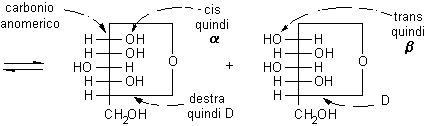 carbonio
anomerico
- cis
quindi
α
trans
quindi
β
H OH
H OH
HO H
H OH
H
O
CH₂OH
destra
quindi D
+
HO H
H OH
HO H
H OH
H
O
CH₂OH
D